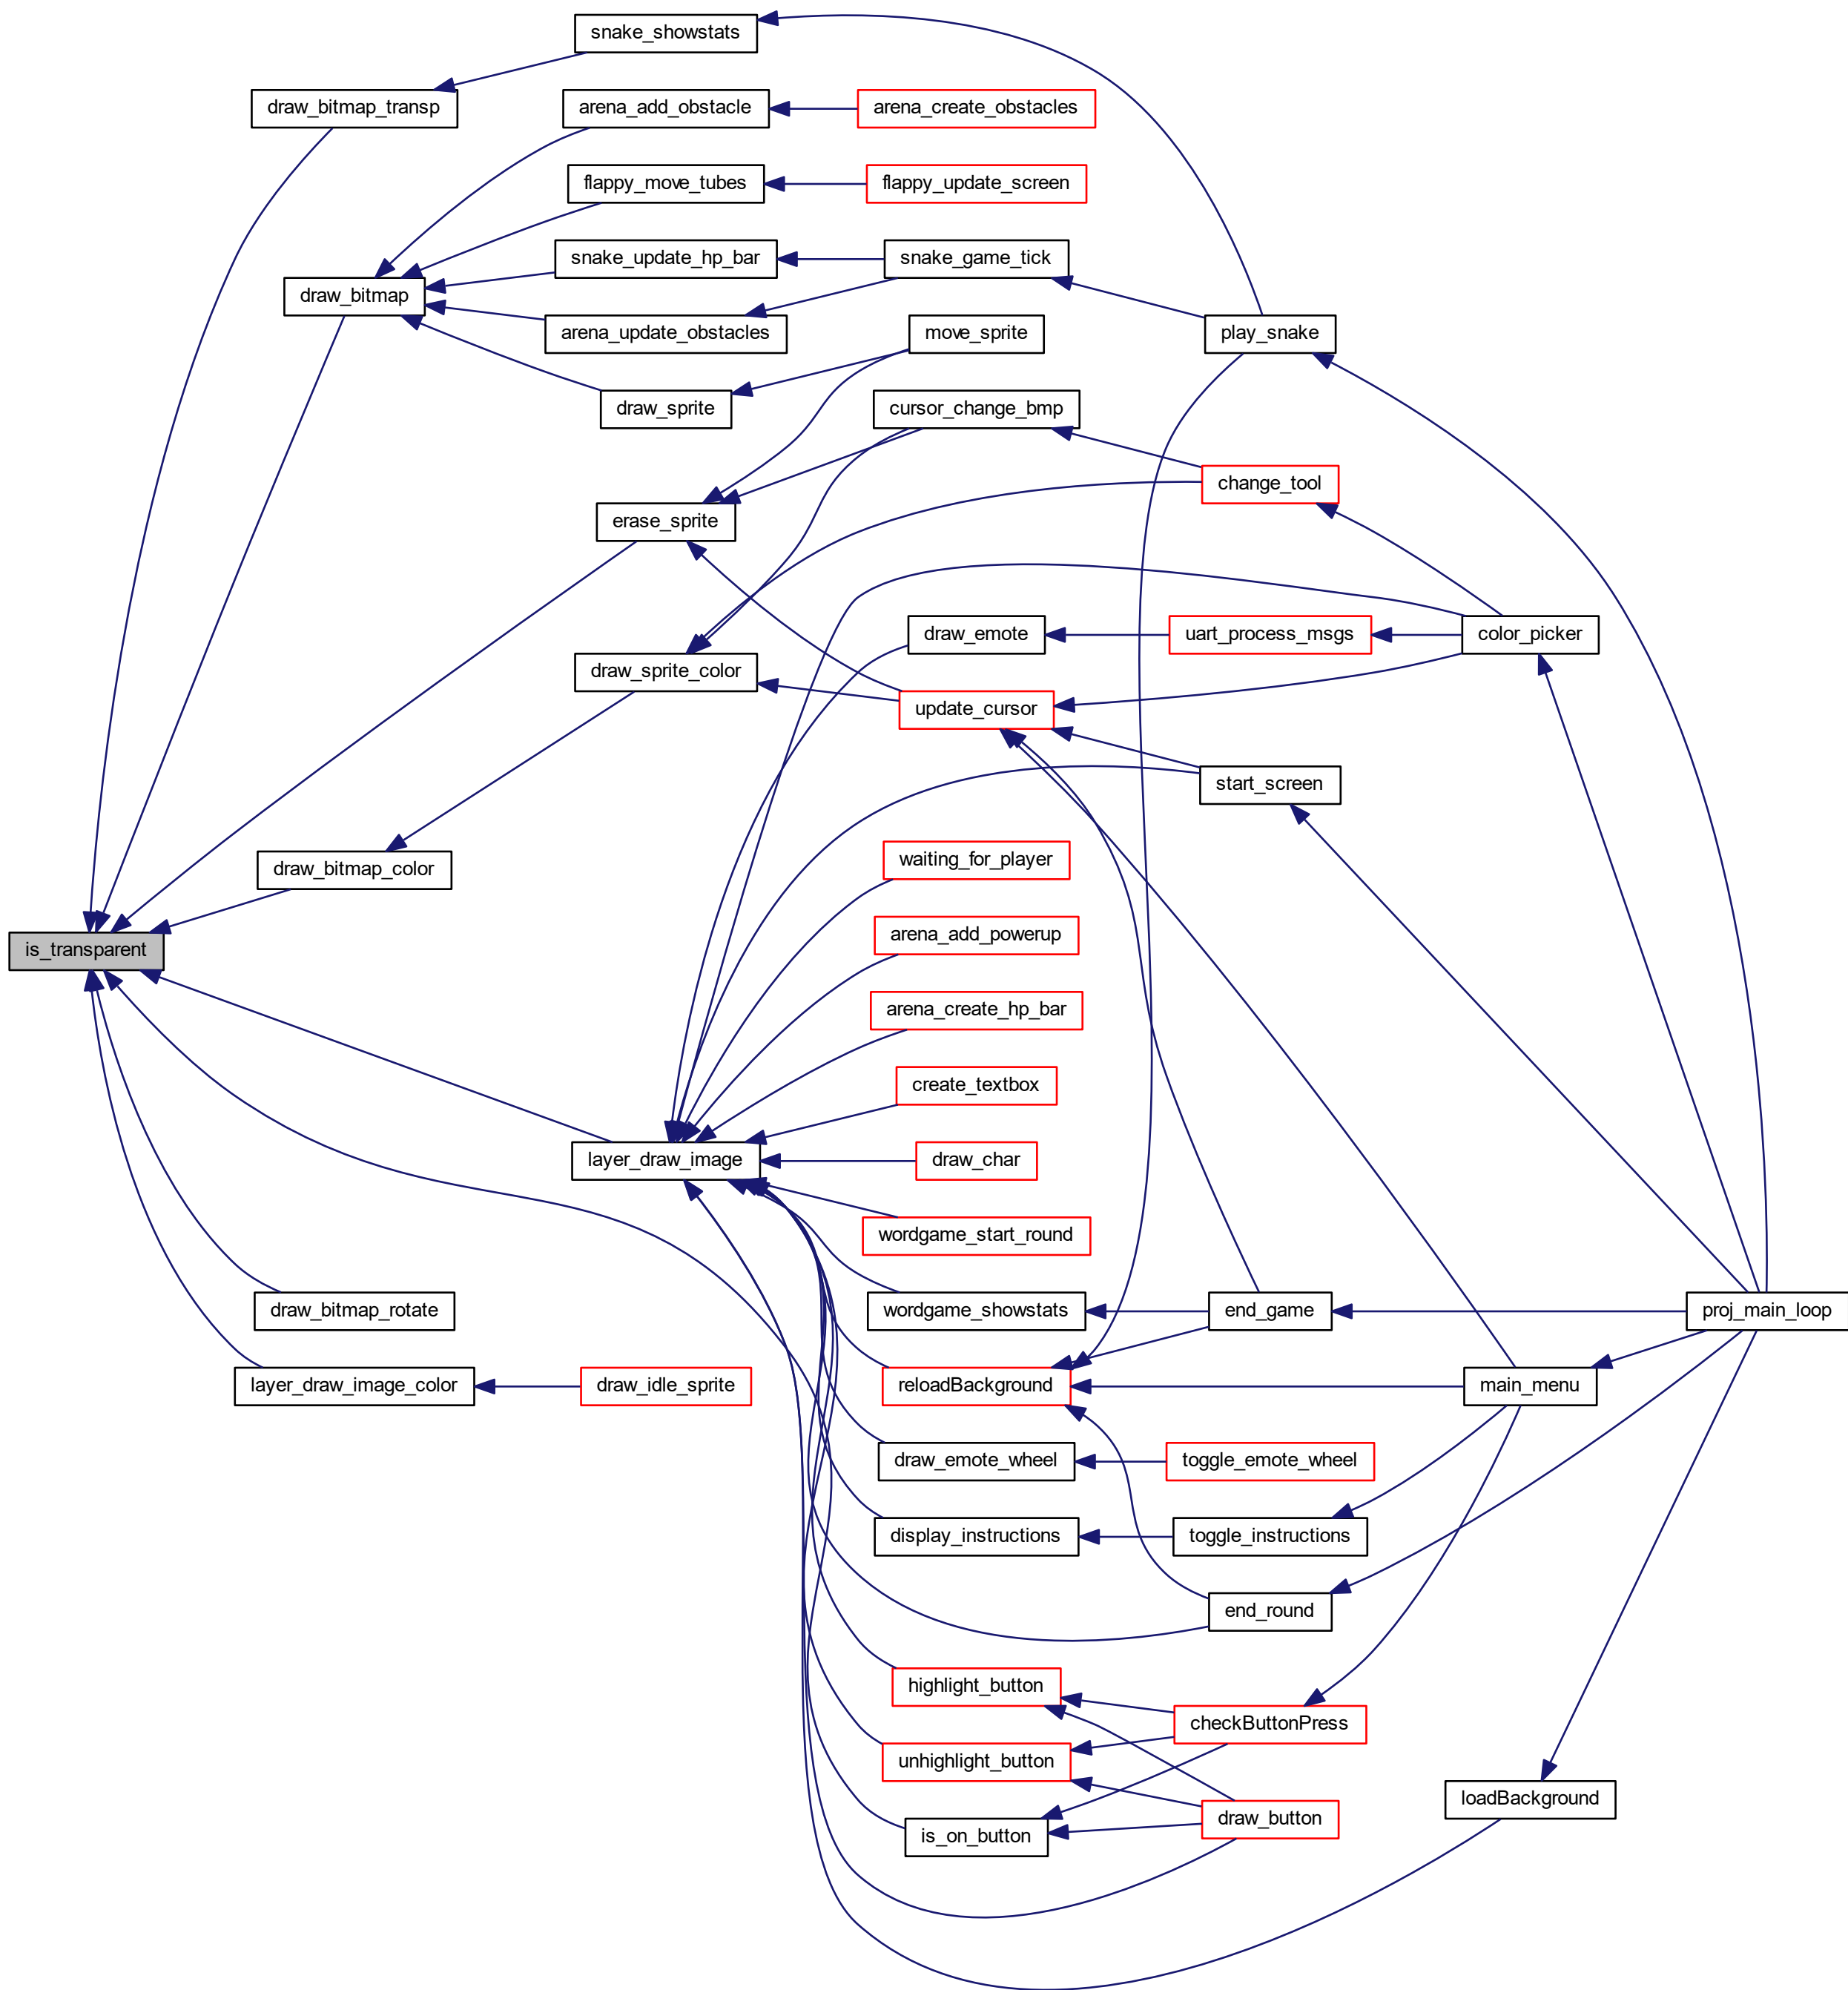 snake_showstats
draw_bitmap_transp
arena_add_obstacle
arena_create_obstacles
flappy_move_tubes
flappy_update_screen
snake_update_hp_bar
snake_game_tick
draw_bitmap
arena_update_obstacles
move_sprite
play_snake
draw_sprite
cursor_change_bmp
change_tool
erase_sprite
draw_emote
uart_process_msgs
color_picker
draw_sprite_color
update_cursor
start_screen
draw_bitmap_color
waiting_for_player
is_transparent
arena_add_powerup
arena_create_hp_bar
create_textbox
layer_draw_image
draw_char
wordgame_start_round
draw_bitmap_rotate
wordgame_showstats
end_game
proj_main_loop
layer_draw_image_color
draw_idle_sprite
reloadBackground
main_menu
draw_emote_wheel
toggle_emote_wheel
display_instructions
toggle_instructions
end_round
highlight_button
checkButtonPress
unhighlight_button
loadBackground
draw_button
is_on_button